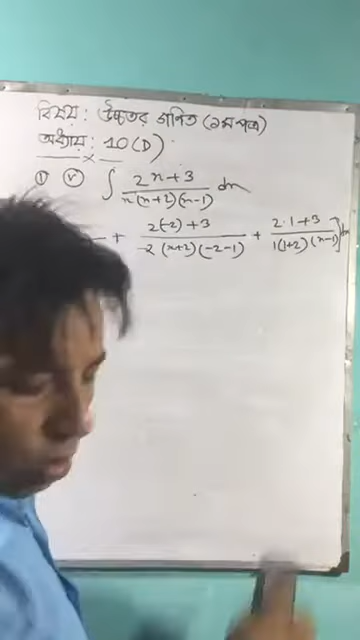 বিষয়: উচ্চতর গণিত (১ম পত্র)
অধ্যায়: 10(D)
① ⓥ ∫ (2x+3)/(x(x+2)(x-1)) dx
+ (2(-2)+3)/(-2(x+2)(-2-1)) + (2·1+3)/(1(1+2)(x-1))] dx